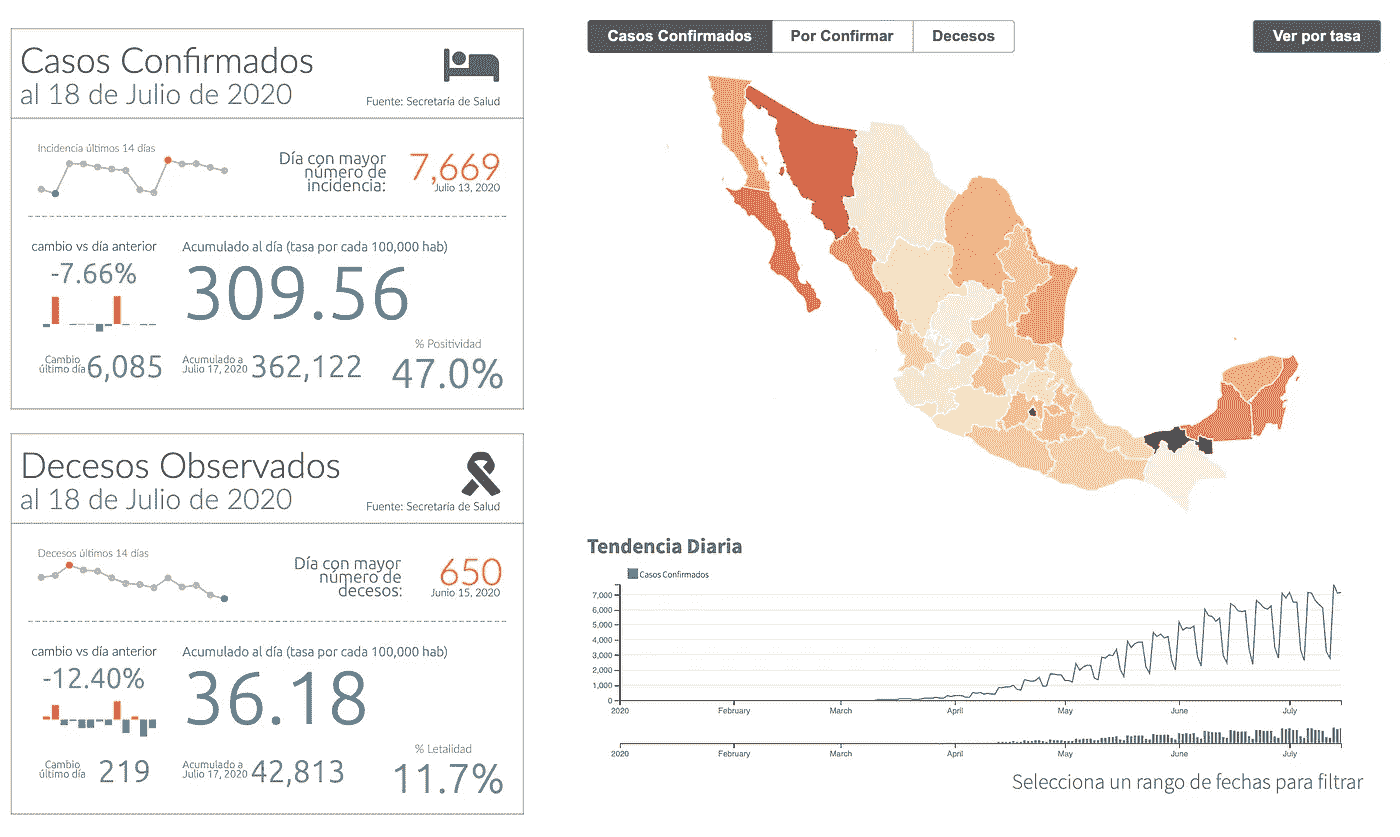 Casos Confirmados
al 18 de Julio de 2020
Fuente: Secretaría de Salud
Incidencia últimos 14 días
Día con mayor
número de
incidencia:
7,669
Julio 13, 2020
cambio vs día anterior
-7.66%
Acumulado al día (tasa por cada 100,000 hab)
309.56
Cambio
último día
6,085
Acumulado a
Julio 17, 2020
362,122
% Positividad
47.0%
Decesos Observados
al 18 de Julio de 2020
Fuente: Secretaría de Salud
Decesos últimos 14 días
Día con mayor
número de
decesos:
650
Junio 15, 2020
cambio vs día anterior
-12.40%
Acumulado al día (tasa por cada 100,000 hab)
36.18
Cambio
último día
219
Acumulado a
Julio 17, 2020
42,813
% Letalidad
11.7%
Casos Confirmados
Por Confirmar
Decesos
Ver por tasa
Tendencia Diaria
Casos Confirmados
7,000
6,000
5,000
4,000
3,000
2,000
1,000
0
2020 February March April May June July
2020 February March April May June July
Selecciona un rango de fechas para filtrar